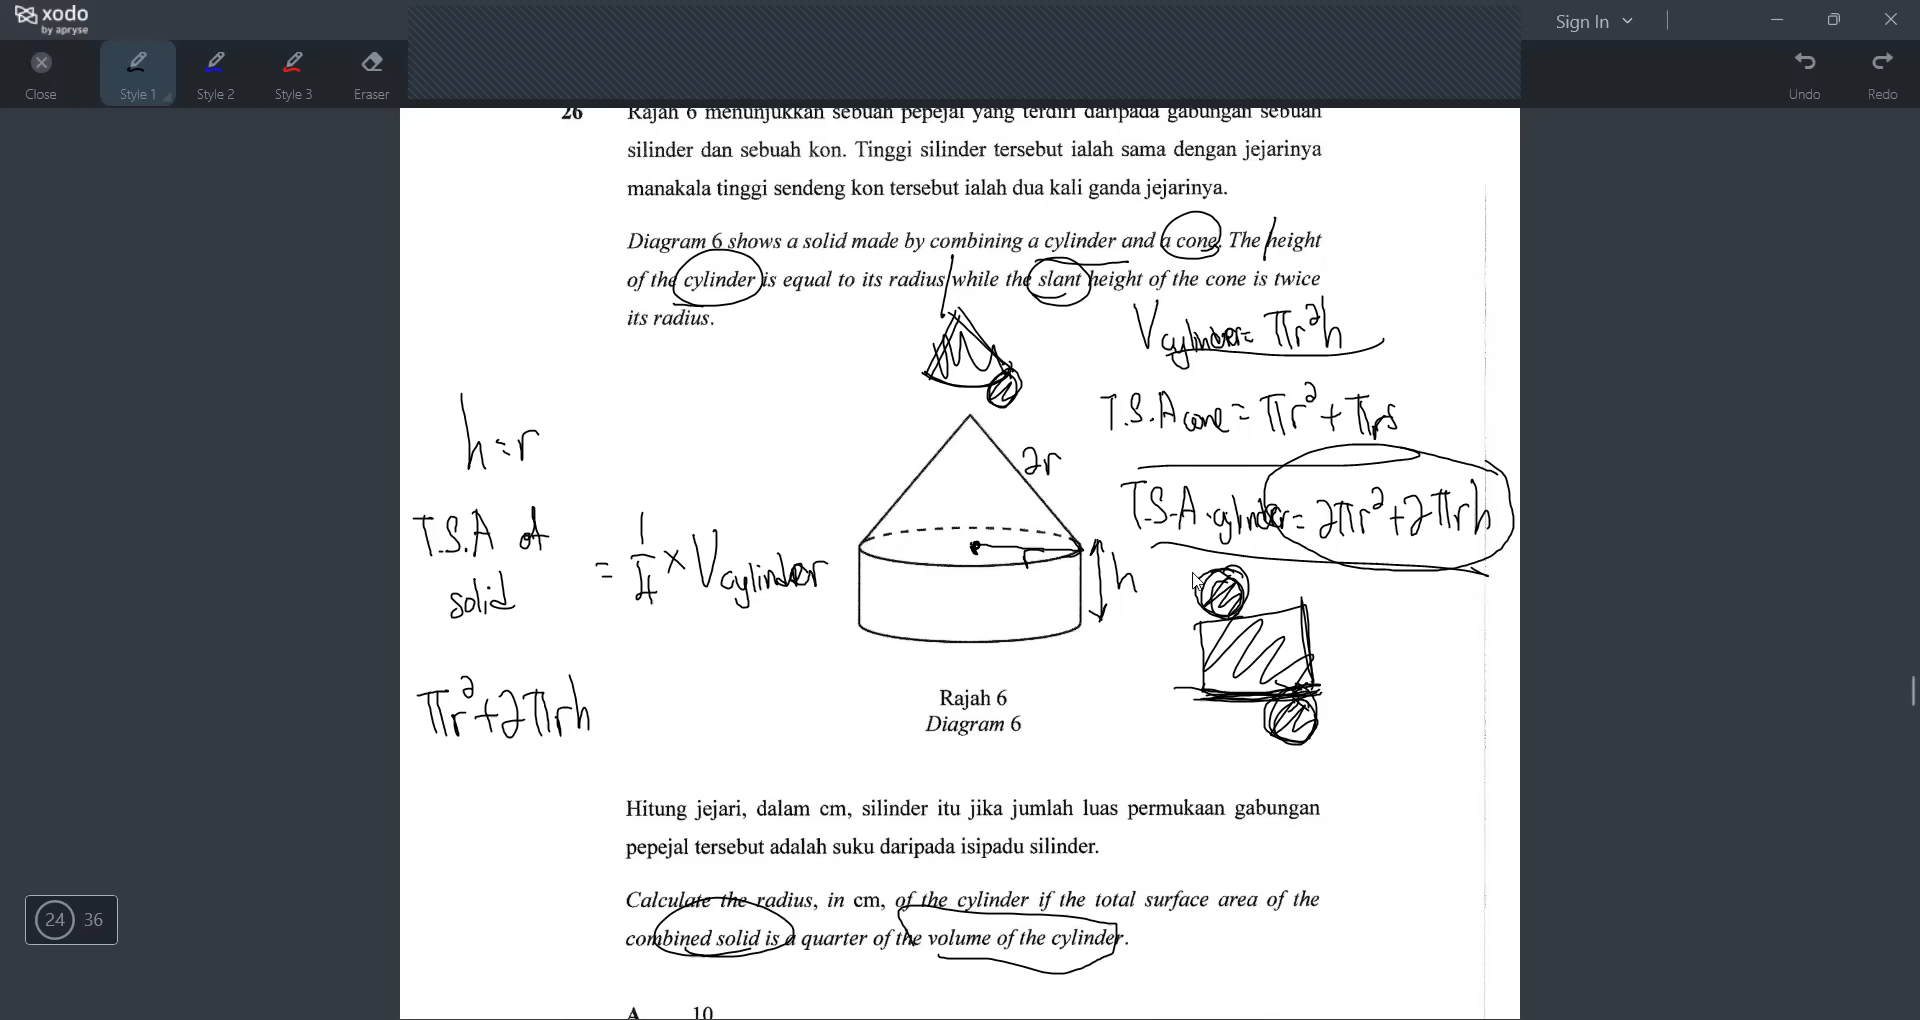 xodo
by apryse
Sign In
Close
Style 1
Style 2
Style 3
Eraser
Undo
Redo
26 Rajah 6 menunjukkan sebuah pepejal yang terdiri daripada gabungan sebuah
silinder dan sebuah kon. Tinggi silinder tersebut ialah sama dengan jejarinya
manakala tinggi sendeng kon tersebut ialah dua kali ganda jejarinya.
Diagram 6 shows a solid made by combining a cylinder and a cone. The height
of the cylinder is equal to its radius while the slant height of the cone is twice
its radius.
V cylinder = πr²h
T.S.A cone = πr² + πrs
h = r
2r
T.S.A. cylinder = 2πr² + 2πrh
T.S.A of
solid
= 1/4 × V cylinder
r
h
πr² + 2πrh
Rajah 6
Diagram 6
Hitung jejari, dalam cm, silinder itu jika jumlah luas permukaan gabungan
pepejal tersebut adalah suku daripada isipadu silinder.
Calculate the radius, in cm, of the cylinder if the total surface area of the
combined solid is a quarter of the volume of the cylinder.
24 36
A 10